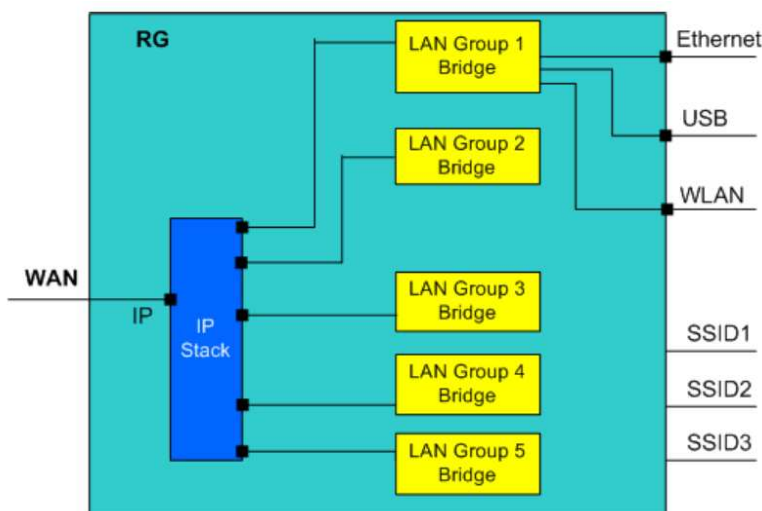 RG
LAN Group 1
Bridge
Ethernet
USB
LAN Group 2
Bridge
WLAN
WAN
IP
IP
Stack
LAN Group 3
Bridge
SSID1
LAN Group 4
Bridge
SSID2
LAN Group 5
Bridge
SSID3